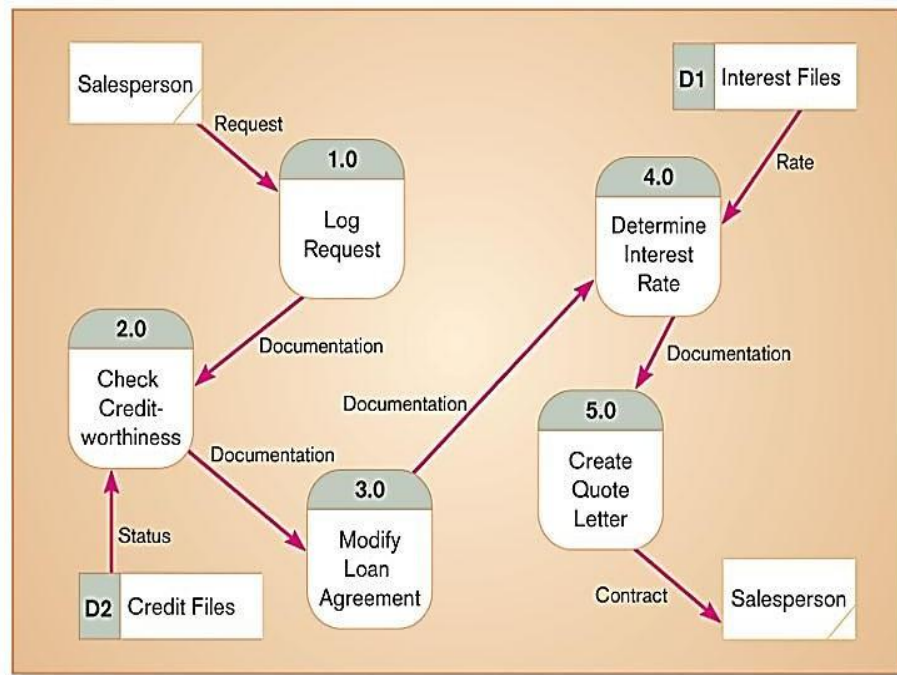 Salesperson
Request
1.0
Log
Request
Documentation
2.0
Check
Credit-
worthiness
Status
D2 Credit Files
Documentation
3.0
Modify
Loan
Agreement
Documentation
D1 Interest Files
Rate
4.0
Determine
Interest
Rate
Documentation
5.0
Create
Quote
Letter
Contract
Salesperson